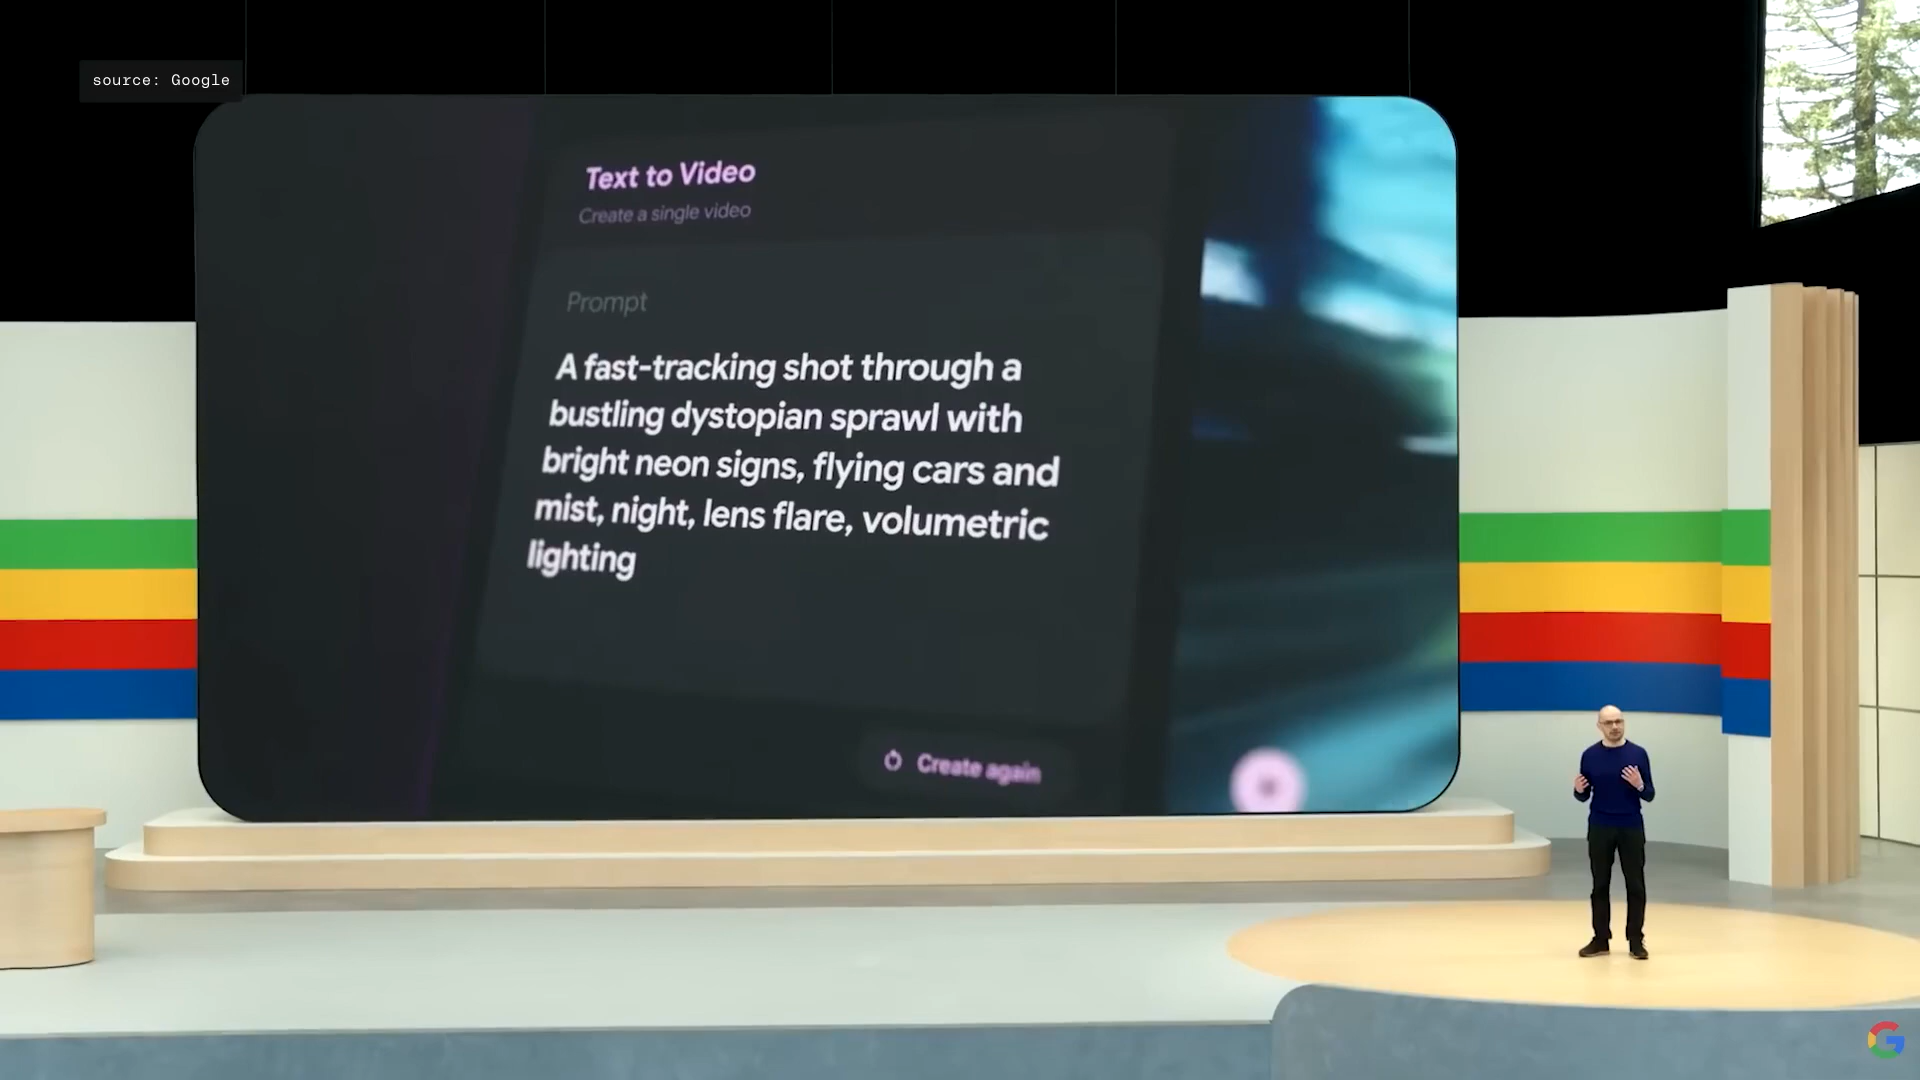 source: Google
Text to Video
Create a single video
Prompt
A fast-tracking shot through a
bustling dystopian sprawl with
bright neon signs, flying cars and
mist, night, lens flare, volumetric
lighting
Create again